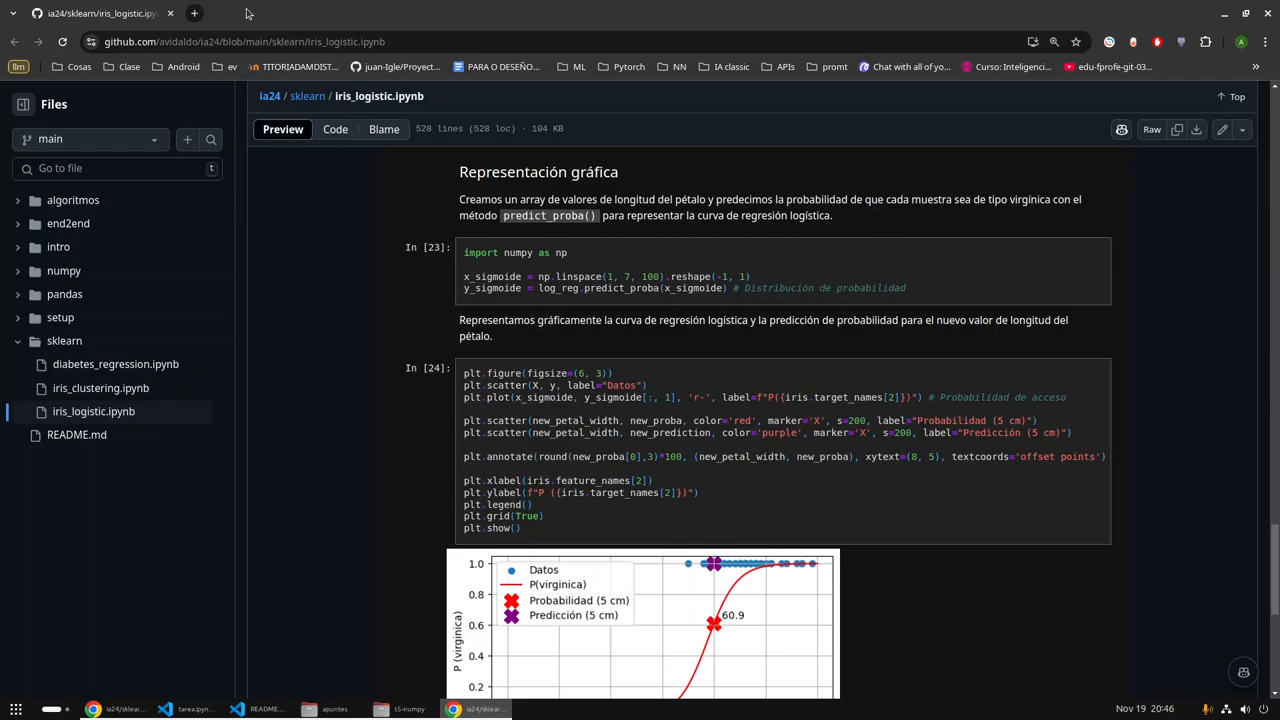 ia24/sklearn/iris_logistic.ipy
github.com/avidaldo/ia24/blob/main/sklearn/iris_logistic.ipynb
llm Cosas Clase Android ev TITORIADAMDIST... juan-Igle/Proyect... PARA O DESEÑO... ML Pytorch NN IA classic APIs promt Chat with all of yo... Curso: Inteligenci... edu-fprofe-git-03...
Files
ia24 / sklearn / iris_logistic.ipynb
Top
main
Preview Code Blame 528 lines (528 loc) · 104 KB
Raw
Go to file t
algoritmos
end2end
intro
numpy
pandas
setup
sklearn
diabetes_regression.ipynb
iris_clustering.ipynb
iris_logistic.ipynb
README.md
Representación gráfica
Creamos un array de valores de longitud del pétalo y predecimos la probabilidad de que cada muestra sea de tipo virgínica con el
método predict_proba() para representar la curva de regresión logística.
In [23]:
import numpy as np
x_sigmoide = np.linspace(1, 7, 100).reshape(-1, 1)
y_sigmoide = log_reg.predict_proba(x_sigmoide) # Distribución de probabilidad
Representamos gráficamente la curva de regresión logística y la predicción de probabilidad para el nuevo valor de longitud del
pétalo.
In [24]:
plt.figure(figsize=(6, 3))
plt.scatter(X, y, label="Datos")
plt.plot(x_sigmoide, y_sigmoide[:, 1], 'r-', label=f"P({iris.target_names[2]})") # Probabilidad de acceso
plt.scatter(new_petal_width, new_proba, color='red', marker='X', s=200, label="Probabilidad (5 cm)")
plt.scatter(new_petal_width, new_prediction, color='purple', marker='X', s=200, label="Predicción (5 cm)")
plt.annotate(round(new_proba[0],3)*100, (new_petal_width, new_proba), xytext=(8, 5), textcoords='offset points')
plt.xlabel(iris.feature_names[2])
plt.ylabel(f"P ({iris.target_names[2]})")
plt.legend()
plt.grid(True)
plt.show()
1.0
0.8
0.6
0.4
0.2
P (virginica)
Datos
P(virginica)
Probabilidad (5 cm)
Predicción (5 cm)
60.9
ia24/sklear... tarea.ipyn... README.... apuntes t5-numpy ia24/sklear...
Nov 19 20:46